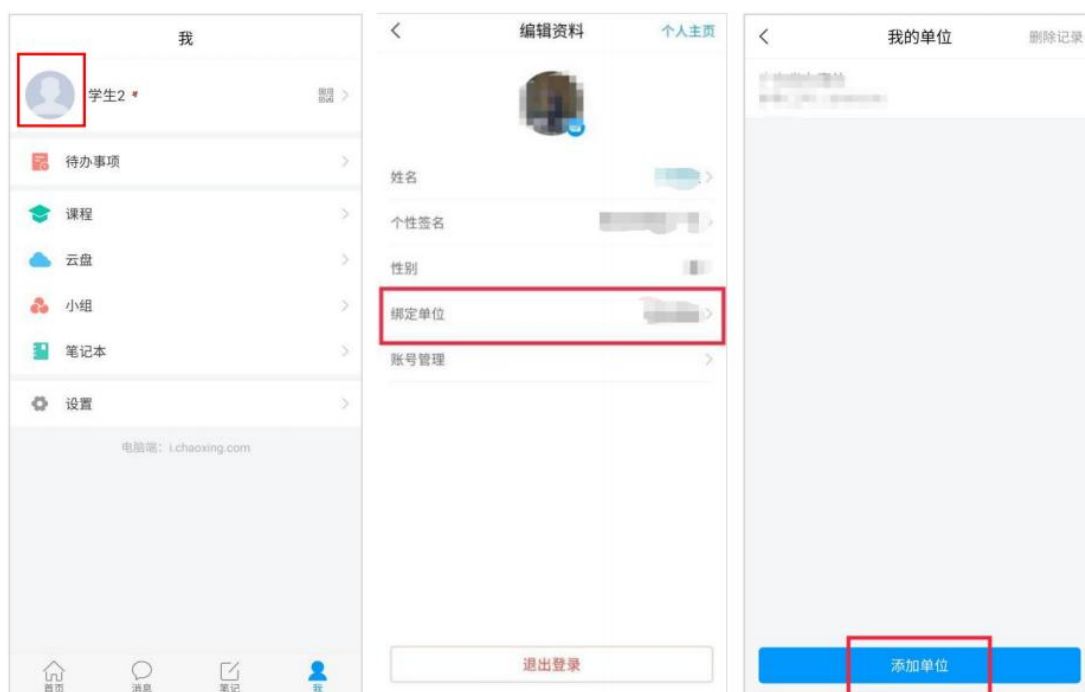 我
学生2
待办事项
课程
云盘
小组
笔记本
设置
电脑端：i.chaoxing.com
首页
消息
笔记
我
编辑资料
个人主页
姓名
个性签名
性别
绑定单位
账号管理
退出登录
我的单位
删除记录
添加单位